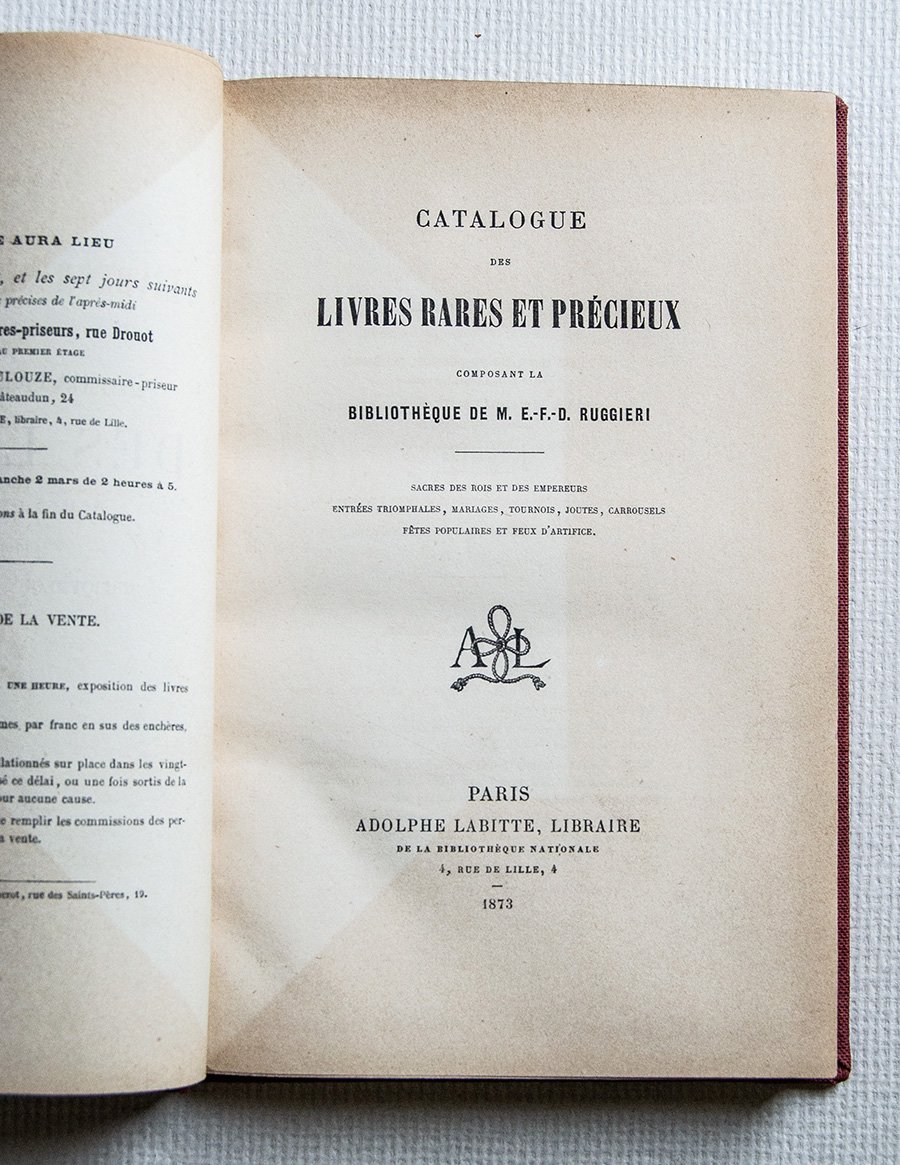 E AURA LIEU
, et les sept jours suivants
précises de l'après-midi
res-priseurs, rue Drouot
AU PREMIER ÉTAGE
LOUZE, commissaire-priseur
âteaudun, 24
E, libraire, 4, rue de Lille.
anche 2 mars de 2 heures à 5.
ons à la fin du Catalogue.
DE LA VENTE.
UNE HEURE, exposition des livres
mes par franc en sus des enchères.
llationnés sur place dans les vingt-
sé ce délai, ou une fois sortis de la
our aucune cause.
e remplir les commissions des per-
a vente.
erot, rue des Saints-Pères, 19.
CATALOGUE
DES
LIVRES RARES ET PRÉCIEUX
COMPOSANT LA
BIBLIOTHÈQUE DE M. E.-F.-D. RUGGIERI
SACRES DES ROIS ET DES EMPEREURS
ENTRÉES TRIOMPHALES, MARIAGES, TOURNOIS, JOUTES, CARROUSELS
FÊTES POPULAIRES ET FEUX D'ARTIFICE.
AL
PARIS
ADOLPHE LABITTE, LIBRAIRE
DE LA BIBLIOTHÈQUE NATIONALE
4, RUE DE LILLE, 4
1873